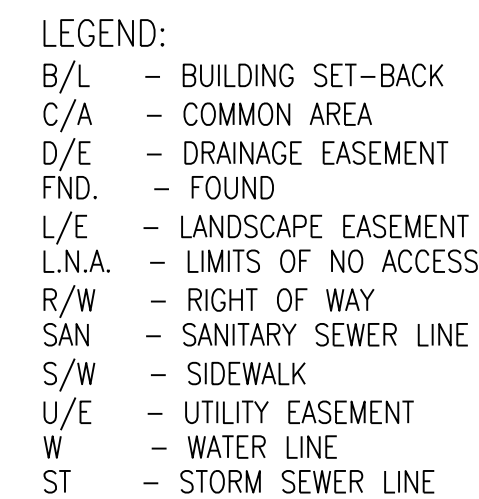 LEGEND:
B/L – BUILDING SET–BACK
C/A – COMMON AREA
D/E – DRAINAGE EASEMENT
FND. – FOUND
L/E – LANDSCAPE EASEMENT
L.N.A. – LIMITS OF NO ACCESS
R/W – RIGHT OF WAY
SAN – SANITARY SEWER LINE
S/W – SIDEWALK
U/E – UTILITY EASEMENT
W – WATER LINE
ST – STORM SEWER LINE